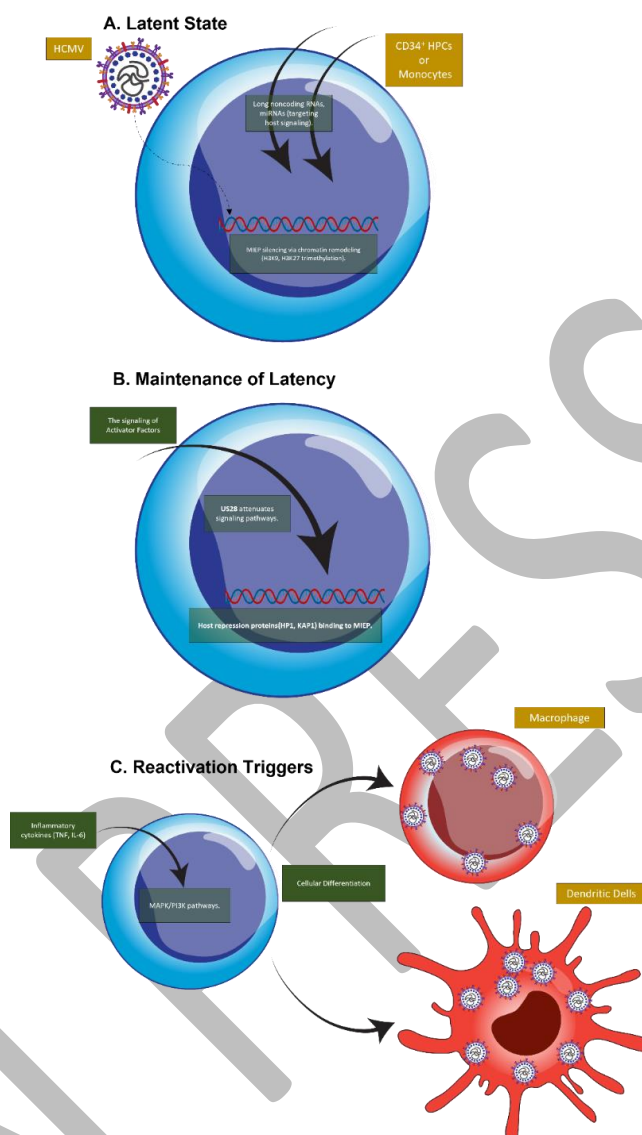 A. Latent State
HCMV
CD34⁺ HPCs
or
Monocytes
Long noncoding RNAs,
miRNAs (targeting
host signaling).
MIEP silencing via chromatin remodeling
(H3K9, H3K27 trimethylation).
B. Maintenance of Latency
The signaling of
Activator Factors
US28 attenuates
signaling pathways.
Host repression proteins(HP1, KAP1) binding to MIEP.
Macrophage
C. Reactivation Triggers
Inflammatory
cytokines (TNF, IL-6)
MAPK/PI3K pathways.
Cellular Differentiation
Dendritic Dells